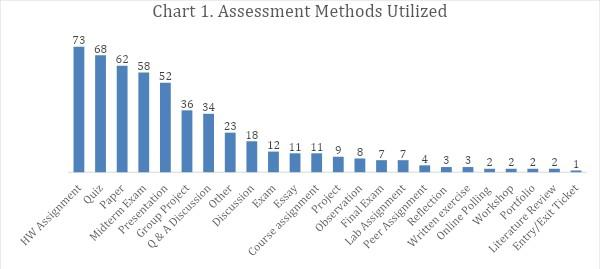 Chart 1. Assessment Methods Utilized
73
68
62
58
52
36
34
23
18
12
11
11
9
8
7
7
4
3
3
2
2
2
2
1
HW Assignment
Quiz
Paper
Midterm Exam
Presentation
Group Project
Q & A Discussion
Other
Discussion
Exam
Essay
Course assignment
Project
Observation
Final Exam
Lab Assignment
Peer Assignment
Reflection
Written exercise
Online Polling
Workshop
Portfolio
Literature Review
Entry/Exit Ticket